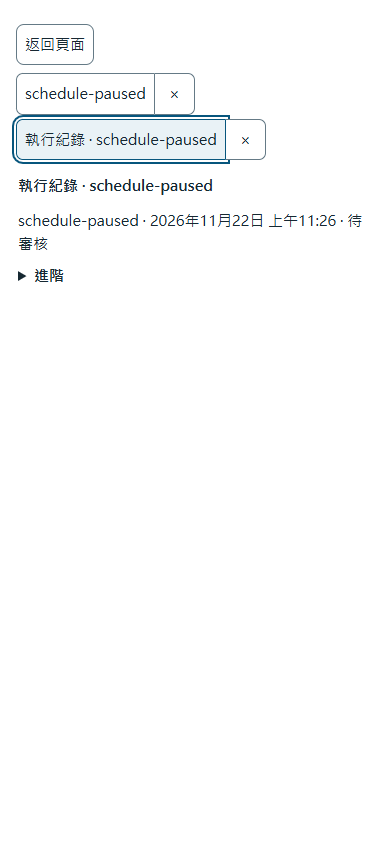 返回頁面
schedule-paused ×
執行紀錄 · schedule-paused ×
執行紀錄 · schedule-paused
schedule-paused · 2026年11月22日 上午11:26 · 待
審核
▶ 進階